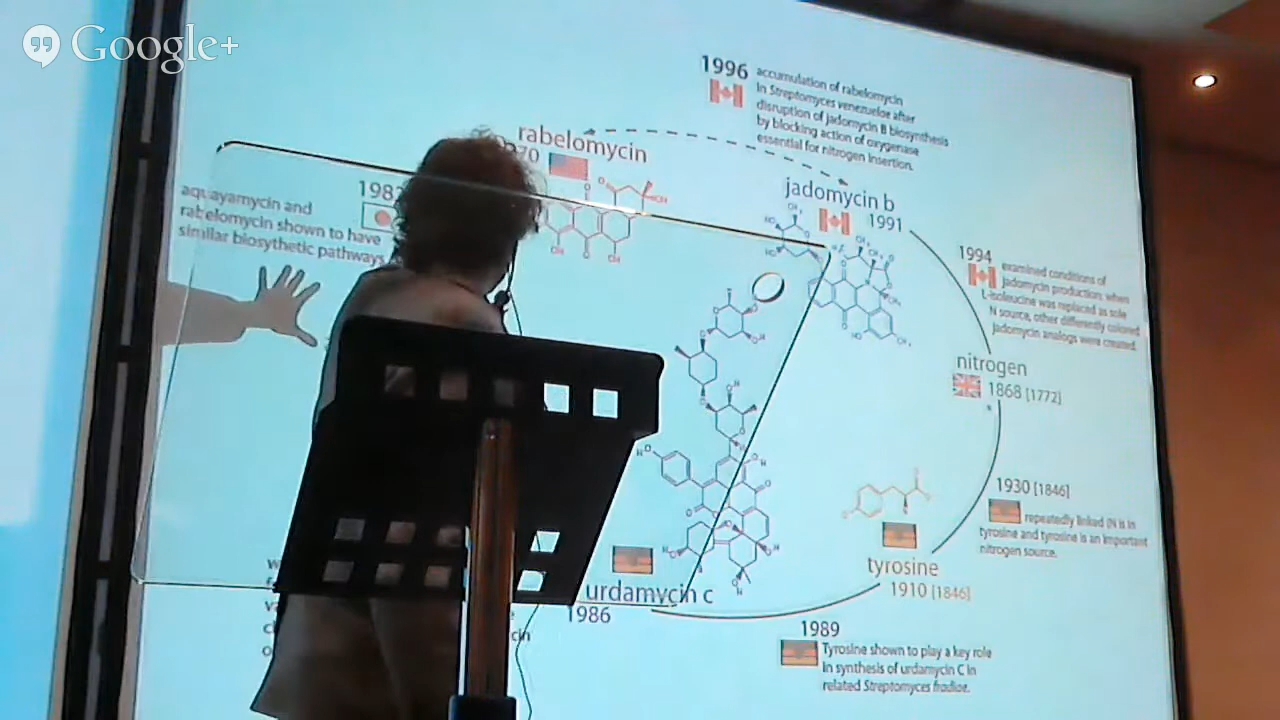 Google+
1996 accumulation of rabelomycin
in Streptomyces venezuelae after
disruption of jadomycin B biosynthesis
by blocking action of oxygenase
essential for nitrogen insertion.
rabelomycin
70
jadomycin b
1991
198
aquayamycin and
rabelomycin shown to have
similar biosythetic pathways
1994 examined conditions of
jadomycin production: when
L-isoleucine was replaced as sole
N source, other differently colored
jadomycin analogs were created.
nitrogen
1868 [1772]
1930 [1846]
repeatedly linked (N is in
tyrosine and tyrosine is an important
nitrogen source.
tyrosine
1910 [1846]
urdamycin c
1986
1989
Tyrosine shown to play a key role
in synthesis of urdamycin C in
related Streptomyces fradiae.